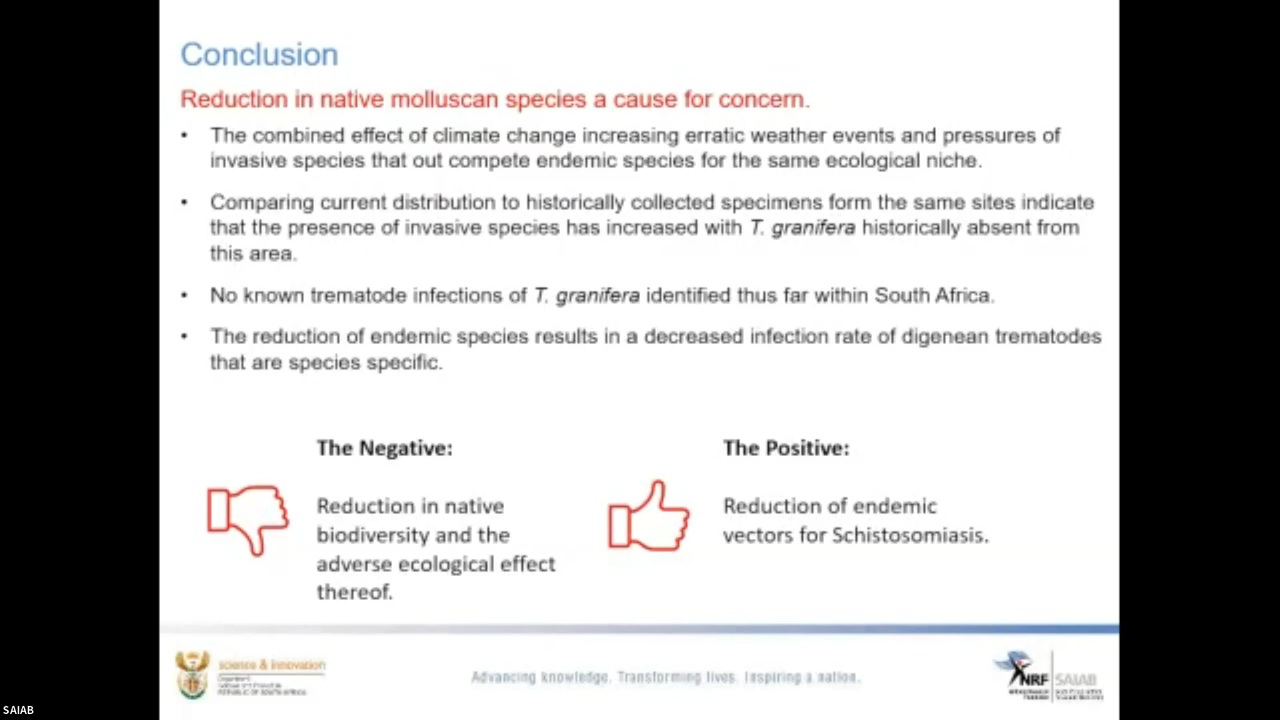 Conclusion
Reduction in native molluscan species a cause for concern.
• The combined effect of climate change increasing erratic weather events and pressures of
invasive species that out compete endemic species for the same ecological niche.
• Comparing current distribution to historically collected specimens form the same sites indicate
that the presence of invasive species has increased with T. granifera historically absent from
this area.
• No known trematode infections of T. granifera identified thus far within South Africa.
• The reduction of endemic species results in a decreased infection rate of digenean trematodes
that are species specific.
The Negative:
Reduction in native
biodiversity and the
adverse ecological effect
thereof.
The Positive:
Reduction of endemic
vectors for Schistosomiasis.
science & innovation
REPUBLIC OF SOUTH AFRICA
Advancing knowledge. Transforming lives. Inspiring a nation.
NRF
SAIAB
SAIAB